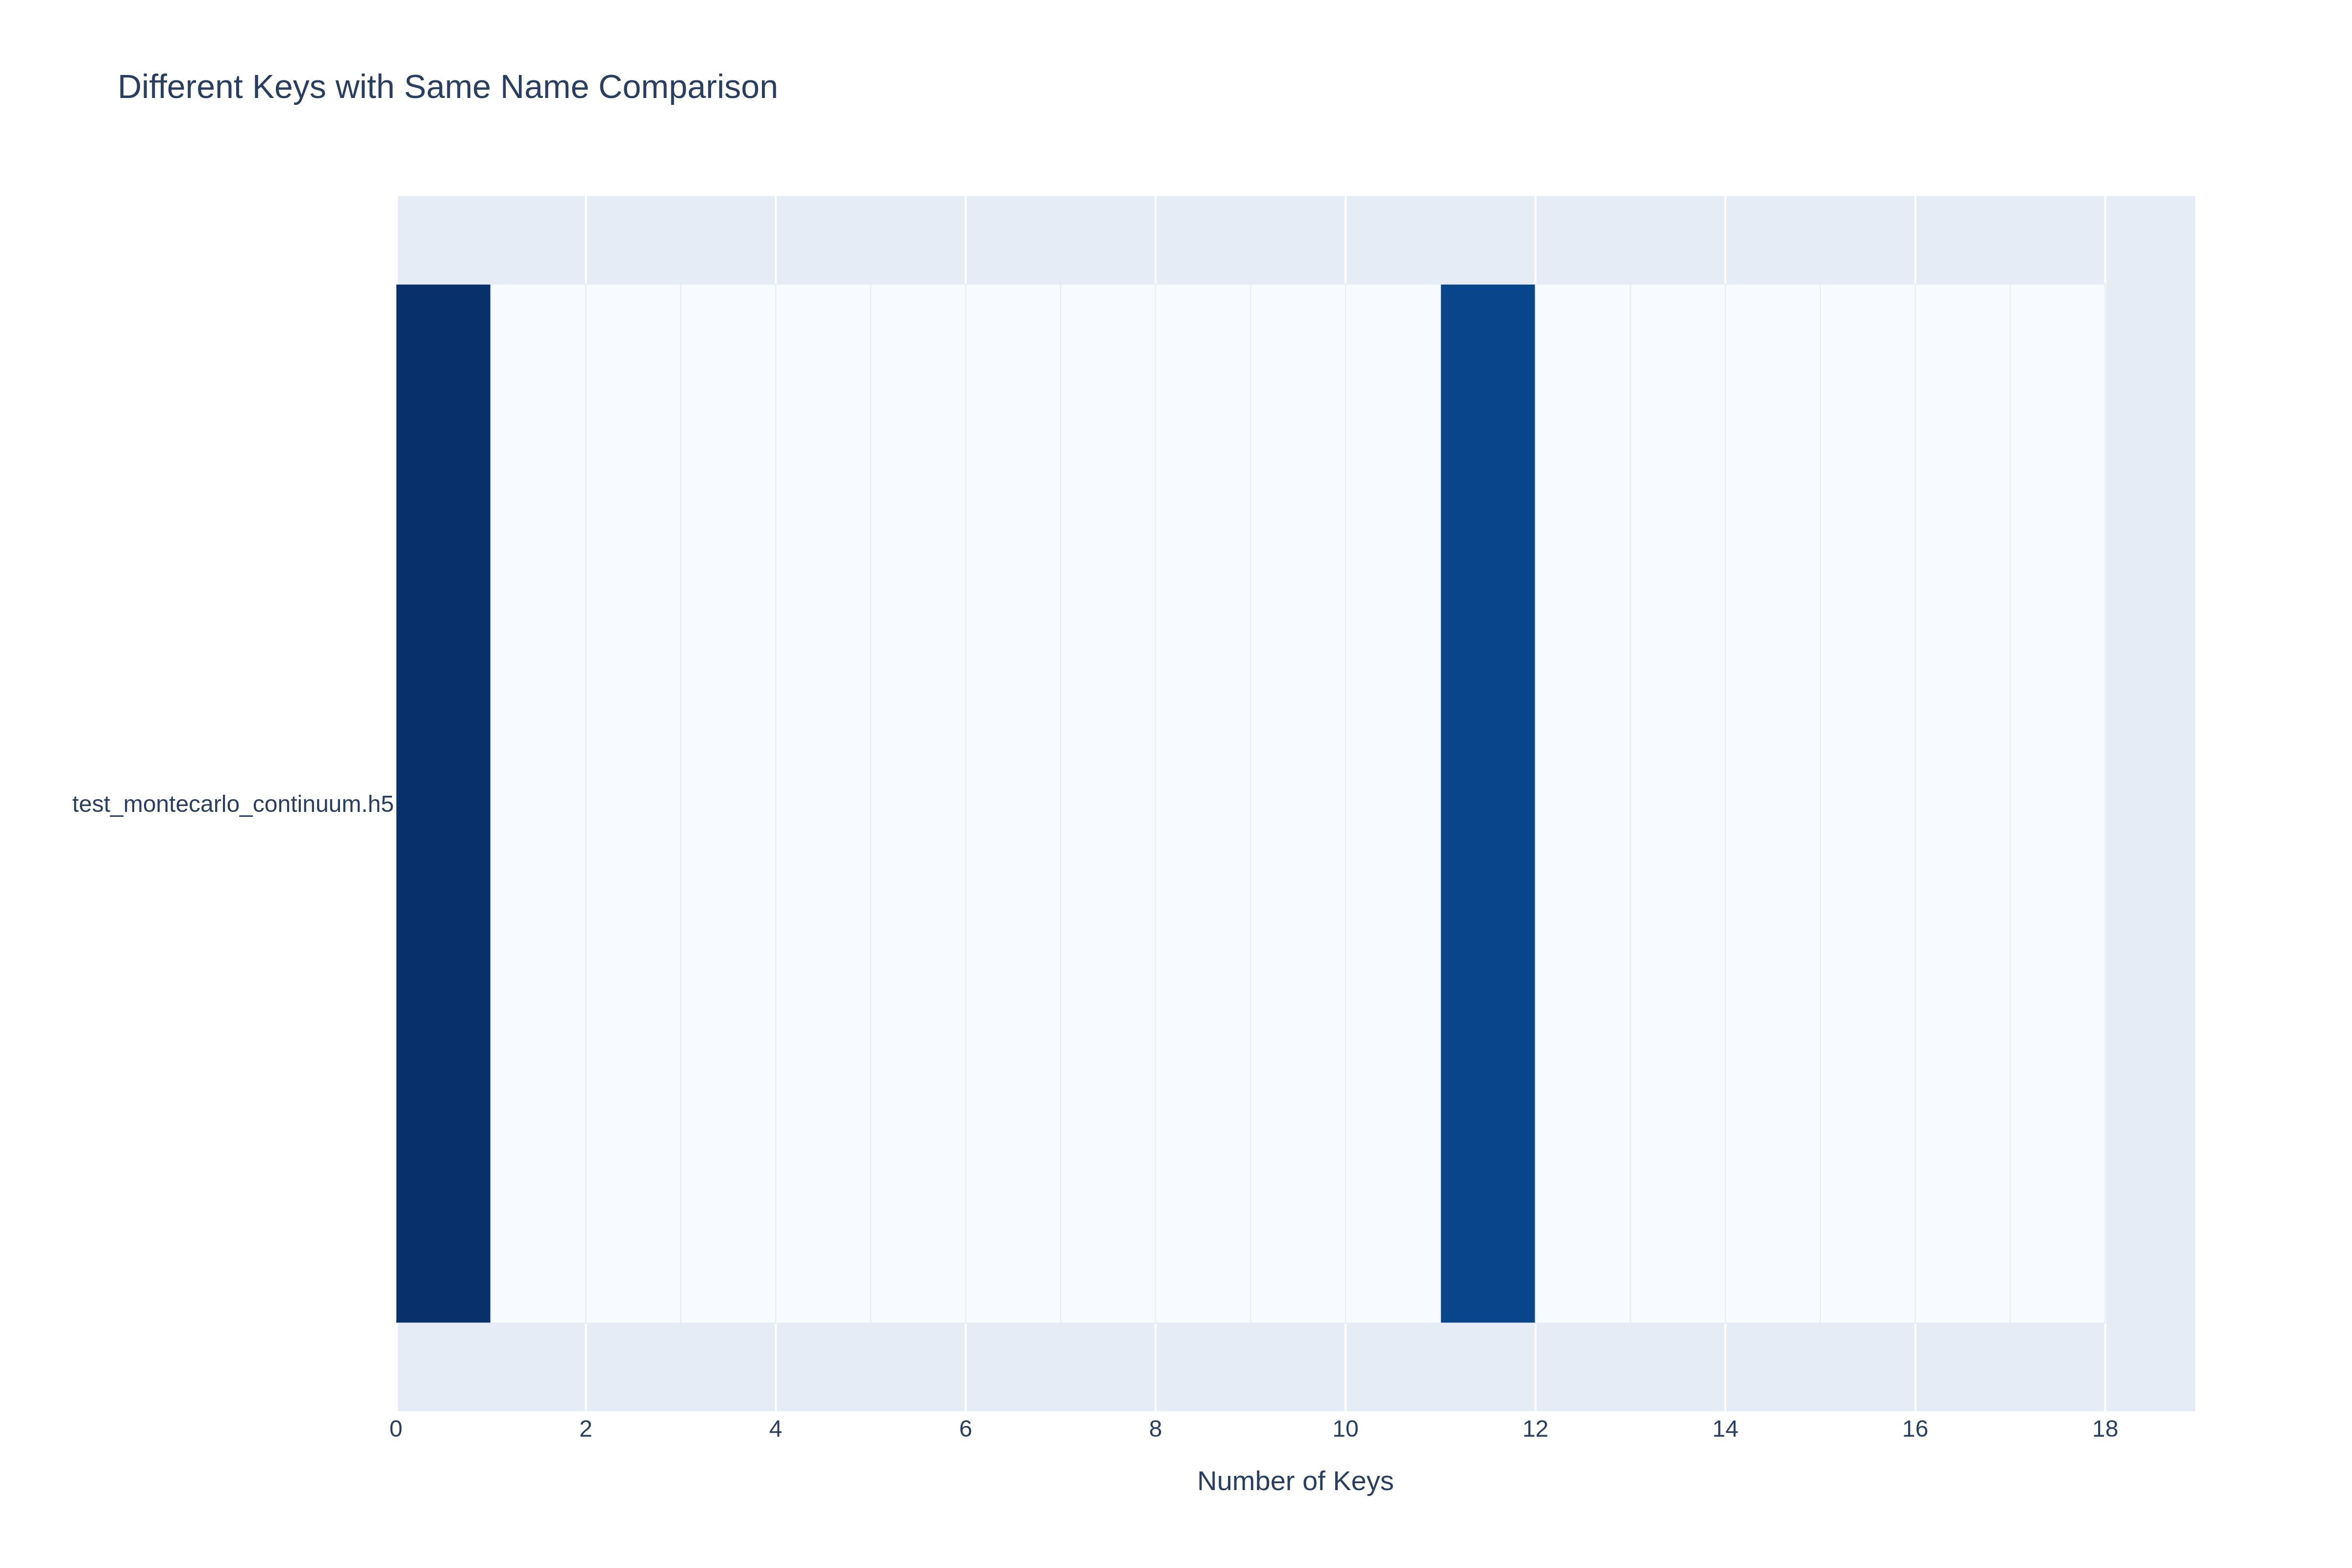 Different Keys with Same Name Comparison
test_montecarlo_continuum.h5
0 2 4 6 8 10 12 14 16 18
Number of Keys